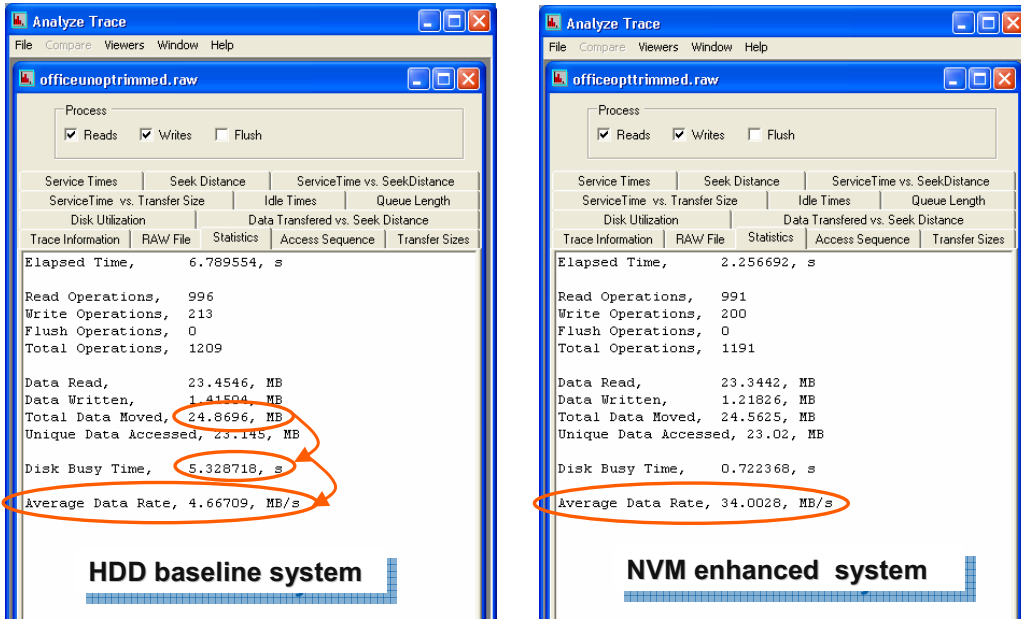 Analyze Trace
File Compare Viewers Window Help
officeunoptrimmed.raw
Process
Reads Writes Flush
Service Times Seek Distance ServiceTime vs. SeekDistance
ServiceTime vs. Transfer Size Idle Times Queue Length
Disk Utilization Data Transfered vs. Seek Distance
Trace Information RAW File Statistics Access Sequence Transfer Sizes
Elapsed Time, 6.789554, s
Read Operations, 996
Write Operations, 213
Flush Operations, 0
Total Operations, 1209
Data Read, 23.4546, MB
Data Written, 1.41504, MB
Total Data Moved, 24.8696, MB
Unique Data Accessed, 23.145, MB
Disk Busy Time, 5.328718, s
Average Data Rate, 4.66709, MB/s
HDD baseline system
Analyze Trace
File Compare Viewers Window Help
officeopttrimmed.raw
Process
Reads Writes Flush
Service Times Seek Distance ServiceTime vs. SeekDistance
ServiceTime vs. Transfer Size Idle Times Queue Length
Disk Utilization Data Transfered vs. Seek Distance
Trace Information RAW File Statistics Access Sequence Transfer Sizes
Elapsed Time, 2.256692, s
Read Operations, 991
Write Operations, 200
Flush Operations, 0
Total Operations, 1191
Data Read, 23.3442, MB
Data Written, 1.21826, MB
Total Data Moved, 24.5625, MB
Unique Data Accessed, 23.02, MB
Disk Busy Time, 0.722368, s
Average Data Rate, 34.0028, MB/s
NVM enhanced system